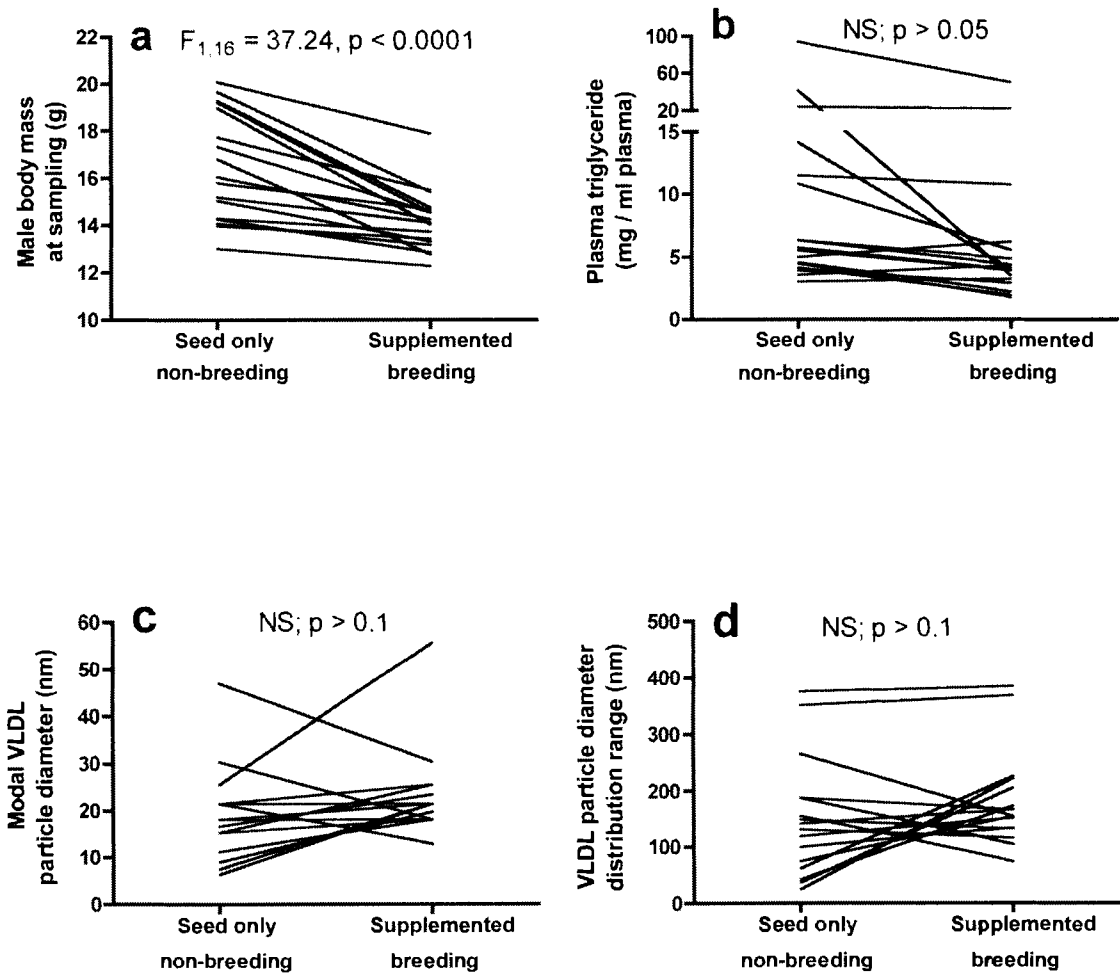 a F1,16 = 37.24, p < 0.0001
Male body mass
at sampling (g)
22
20
18
16
14
12
10
Seed only
non-breeding
Supplemented
breeding
b NS; p > 0.05
Plasma triglyceride
(mg / ml plasma)
100
60
20
15
10
5
0
Seed only
non-breeding
Supplemented
breeding
c NS; p > 0.1
Modal VLDL
particle diameter (nm)
60
50
40
30
20
10
0
Seed only
non-breeding
Supplemented
breeding
d NS; p > 0.1
VLDL particle diameter
distribution range (nm)
500
400
300
200
100
0
Seed only
non-breeding
Supplemented
breeding